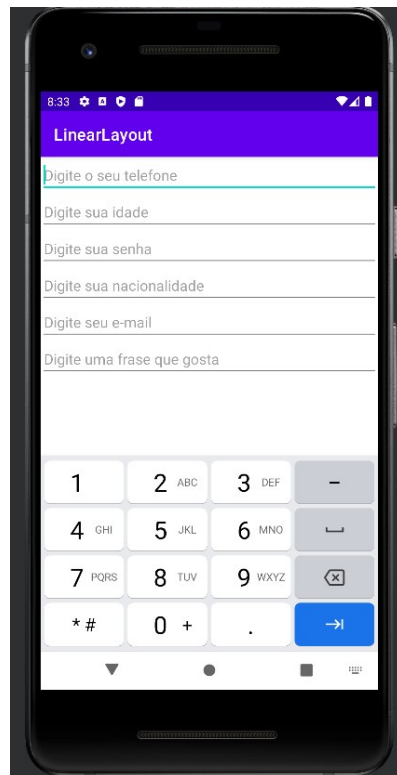 8:33
LinearLayout
Digite o seu telefone
Digite sua idade
Digite sua senha
Digite sua nacionalidade
Digite seu e-mail
Digite uma frase que gosta
1 2 ABC 3 DEF -
4 GHI 5 JKL 6 MNO
7 PQRS 8 TUV 9 WXYZ
* # 0 + .